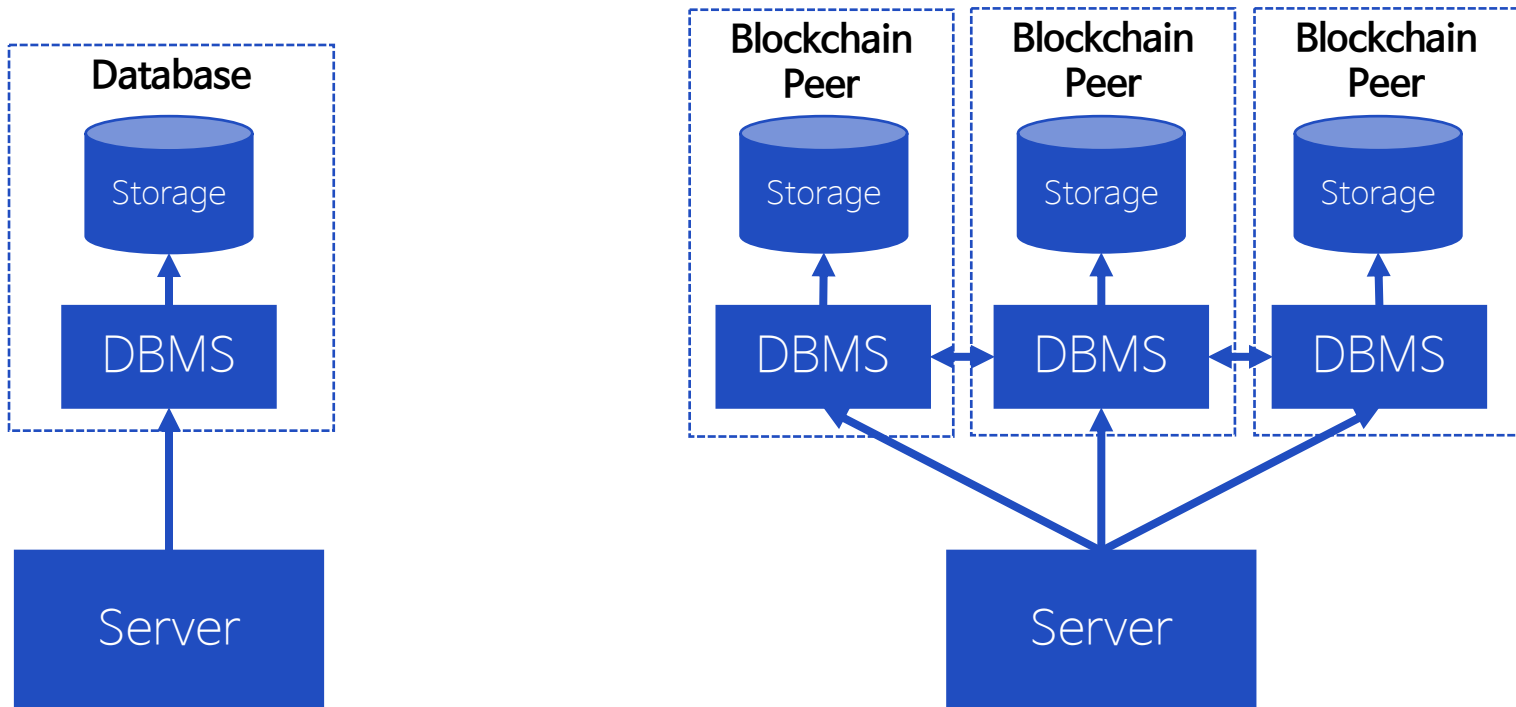 Database
Storage
DBMS
Server
Blockchain
Peer
Storage
DBMS
Blockchain
Peer
Storage
DBMS
Blockchain
Peer
Storage
DBMS
Server